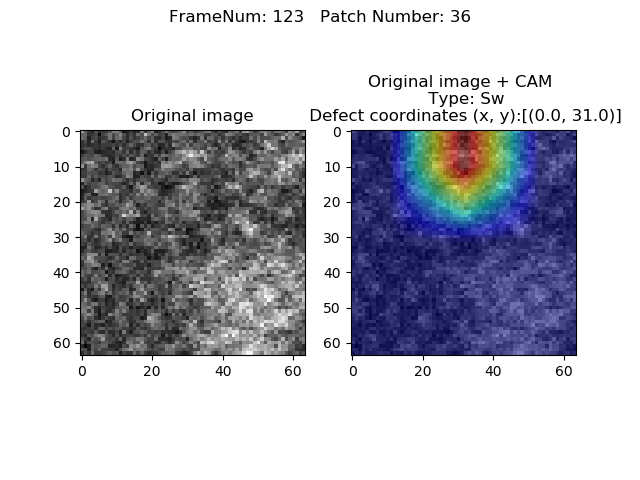 FrameNum: 123   Patch Number: 36
Original image
Original image + CAM
Type: Sw
Defect coordinates (x, y):[(0.0, 31.0)]
0
10
20
30
40
50
60
0 20 40 60
0
10
20
30
40
50
60
0 20 40 60